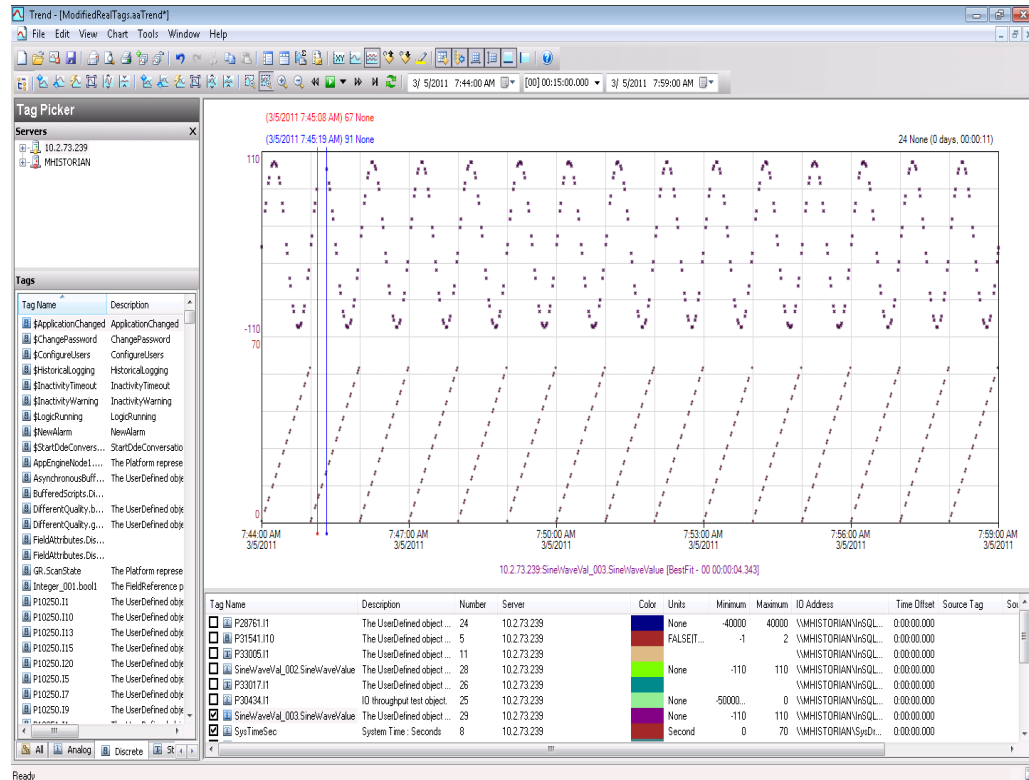 Trend - [ModifiedRealTags.aaTrend*]
File Edit View Chart Tools Window Help
3/ 5/2011 7:44:00 AM [00] 00:15:00.000 3/ 5/2011 7:59:00 AM
Tag Picker
Servers X
10.2.73.239
MHISTORIAN
Tags
Tag Name Description
$ApplicationChanged ApplicationChanged
$ChangePassword ChangePassword
$ConfigureUsers ConfigureUsers
$HistoricalLogging HistoricalLogging
$InactivityTimeout InactivityTimeout
$InactivityWarning InactivityWarning
$LogicRunning LogicRunning
$NewAlarm NewAlarm
$StartDdeConvers... StartDdeConversatio
AppEngineNode1.... The Platform represe
AsynchronousBuff... The UserDefined obje
BufferedScripts.Di...
DifferentQuality.b... The UserDefined obje
DifferentQuality.g... The UserDefined obje
FieldAttributes.Dis...
FieldAttributes.Dis...
GR.ScanState The Platform represe
Integer_001.bool1 The FieldReference p
P10250.I1 The UserDefined obje
P10250.I10 The UserDefined obje
P10250.I13 The UserDefined obje
P10250.I15 The UserDefined obje
P10250.I20 The UserDefined obje
P10250.I5 The UserDefined obje
P10250.I7 The UserDefined obje
P10250.I9 The UserDefined obje
All Analog Discrete St
(3/5/2011 7:45:08 AM) 67 None
(3/5/2011 7:45:19 AM) 91 None 24 None (0 days, 00:00:11)
110
-110
70
0
7:44:00 AM 7:47:00 AM 7:50:00 AM 7:53:00 AM 7:56:00 AM 7:59:00 AM
3/5/2011 3/5/2011 3/5/2011 3/5/2011 3/5/2011 3/5/2011
10.2.73.239:SineWaveVal_003.SineWaveValue [BestFit - 00 00:00:04.343]
Tag Name Description Number Server Color Units Minimum Maximum IO Address Time Offset Source Tag Sou
P28761.I1 The UserDefined object ... 24 10.2.73.239 None -40000 40000 \\MHISTORIAN\InSQL... 0:00:00.000
P31541.I10 The UserDefined object ... 5 10.2.73.239 FALSE|T... -1 2 \\MHISTORIAN\InSQL... 0:00:00.000
P33005.I1 The UserDefined object ... 11 10.2.73.239 \\MHISTORIAN\InSQL... 0:00:00.000
SineWaveVal_002.SineWaveValue The UserDefined object ... 28 10.2.73.239 None -110 110 \\MHISTORIAN\InSQL... 0:00:00.000
P33017.I1 The UserDefined object ... 26 10.2.73.239 \\MHISTORIAN\InSQL... 0:00:00.000
P30434.I1 IO throughput test object. 25 10.2.73.239 None -50000... 0 \\MHISTORIAN\InSQL... 0:00:00.000
SineWaveVal_003.SineWaveValue The UserDefined object ... 29 10.2.73.239 None -110 110 \\MHISTORIAN\InSQL... 0:00:00.000
SysTimeSec System Time : Seconds 8 10.2.73.239 Second 0 70 \\MHISTORIAN\SysDr... 0:00:00.000
Ready